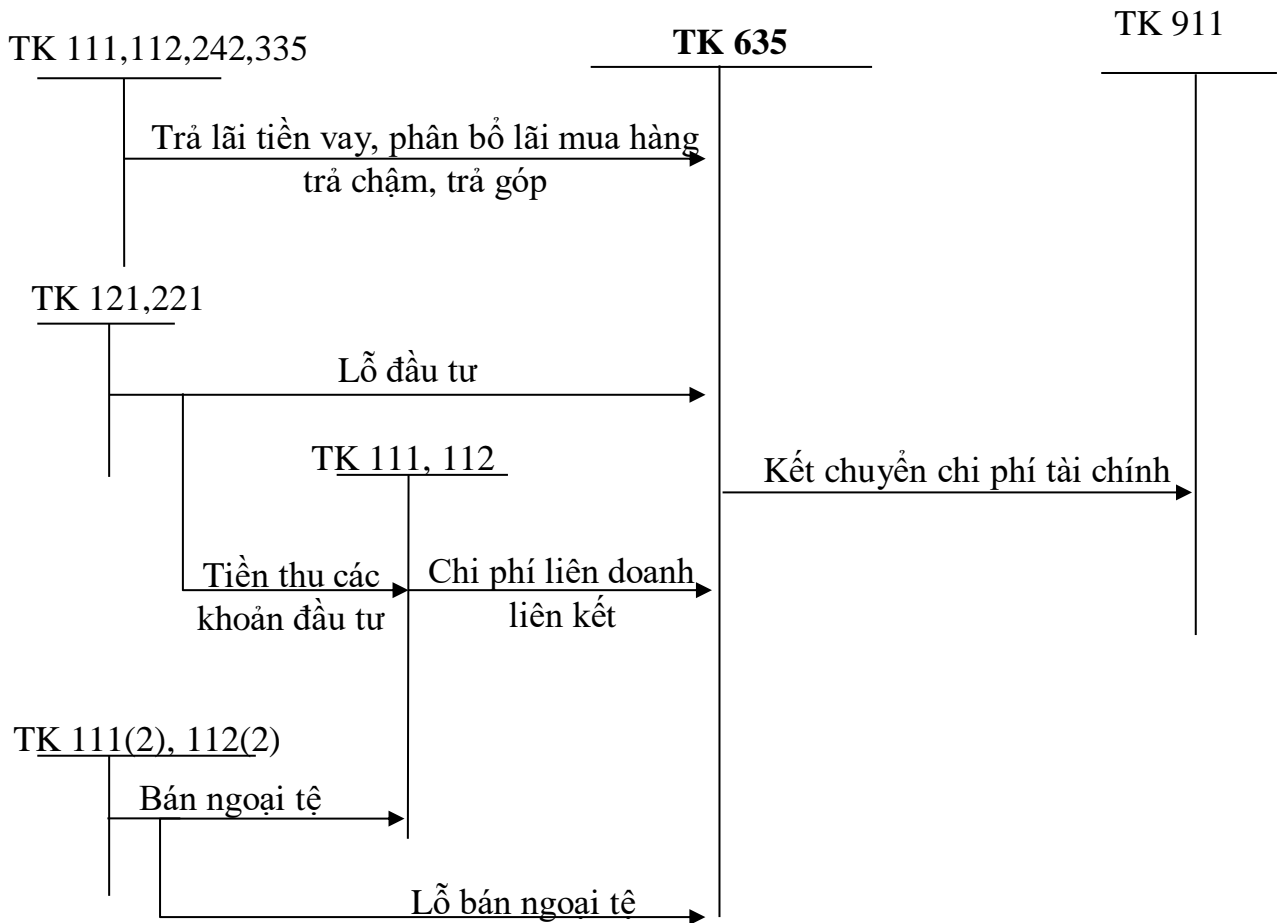 TK 111,112,242,335
TK 635
TK 911
Trả lãi tiền vay, phân bổ lãi mua hàng
trả chậm, trả góp
TK 121,221
Lỗ đầu tư
TK 111, 112
Kết chuyển chi phí tài chính
Tiền thu các
khoản đầu tư
Chi phí liên doanh
liên kết
TK 111(2), 112(2)
Bán ngoại tệ
Lỗ bán ngoại tệ